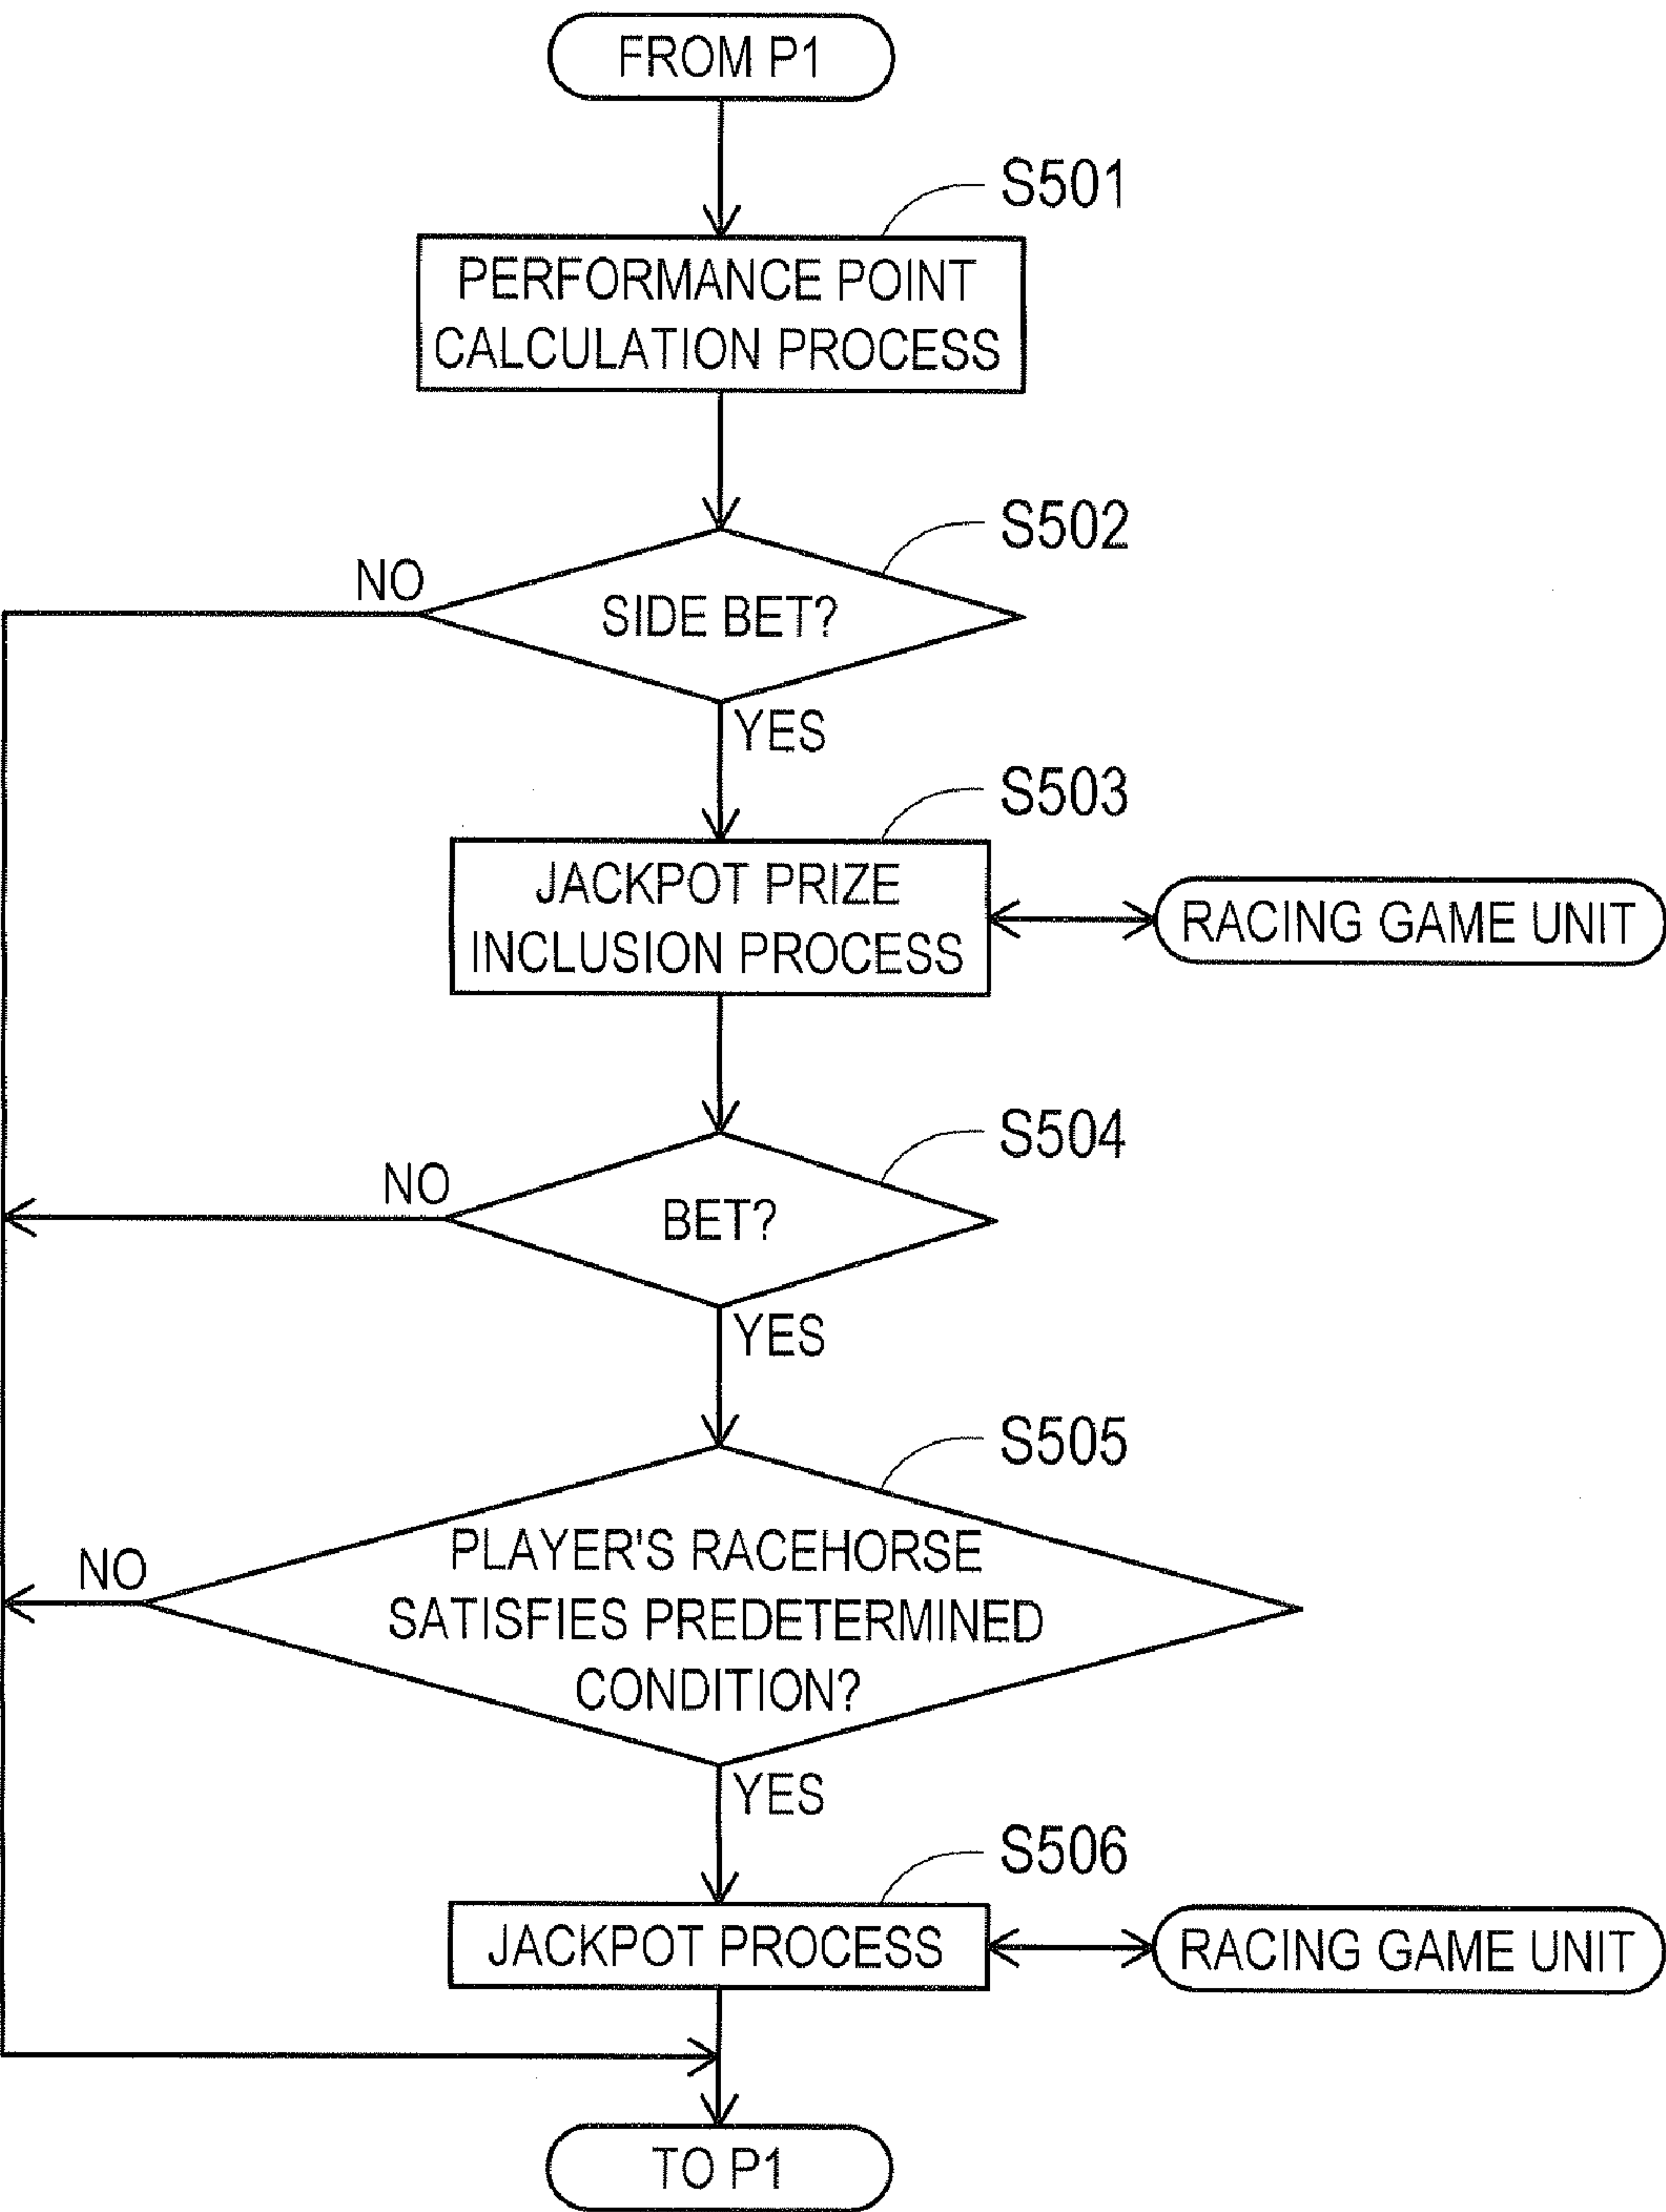 FROM P1
S501
PERFORMANCE POINT
CALCULATION PROCESS
S502
NO
SIDE BET?
YES
S503
JACKPOT PRIZE
INCLUSION PROCESS
RACING GAME UNIT
S504
NO
BET?
YES
S505
PLAYER'S RACEHORSE
NO
SATISFIES PREDETERMINED
CONDITION?
YES
S506
JACKPOT PROCESS
RACING GAME UNIT
TO P1